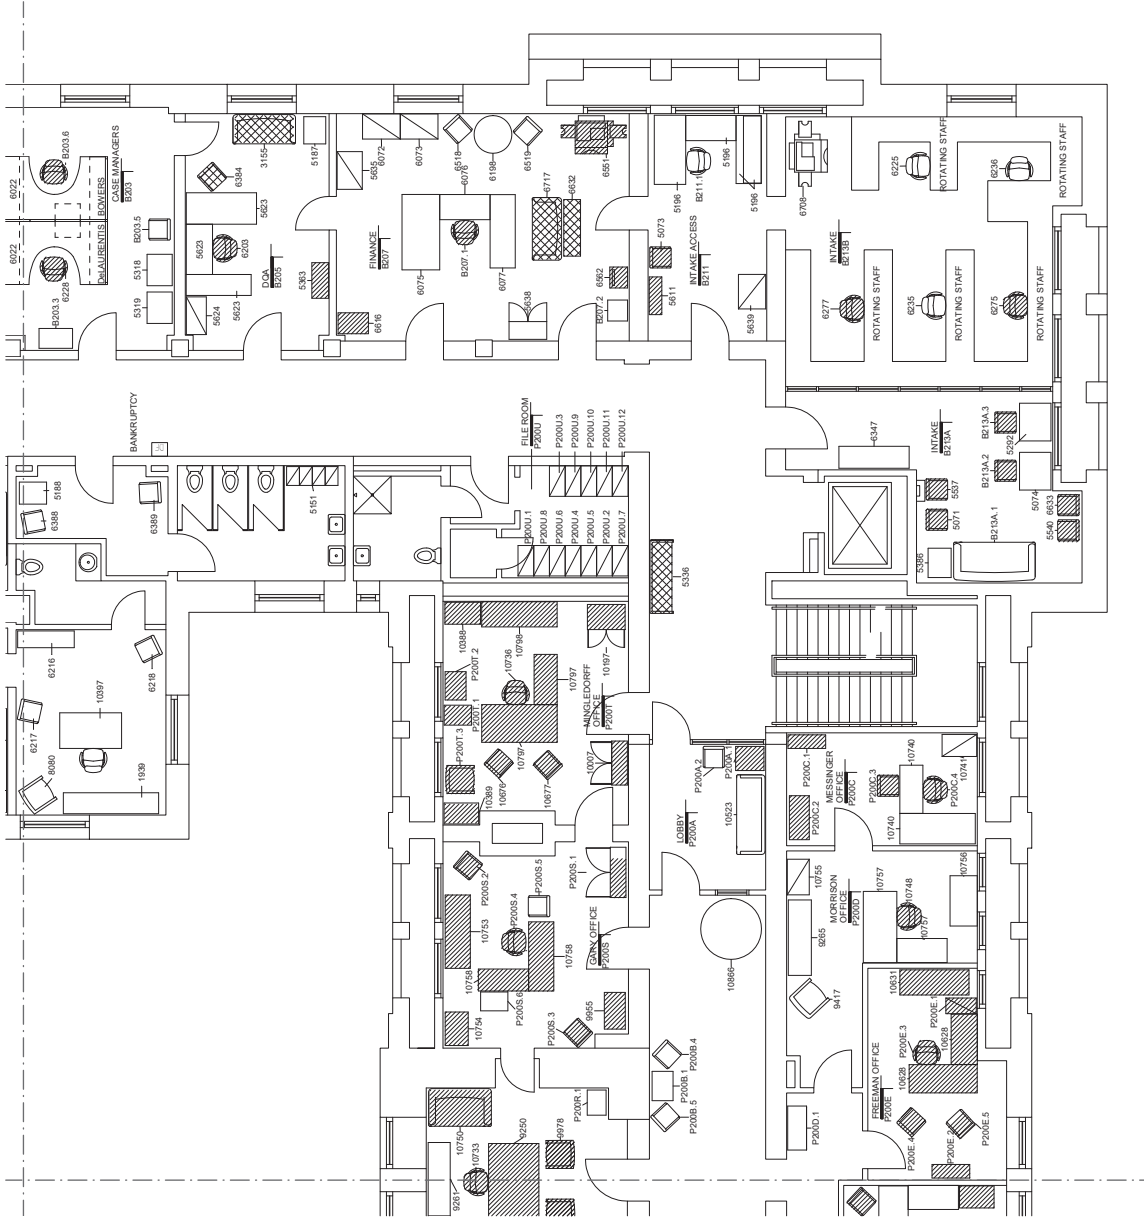 6022
B203.6
6022
6228
DeLAURENTIS / BOWERS
CASE MANAGERS
B203
B203.3
B203.5
5318
5319
3155
5187
6384
5623
5623
6203
DQA
B205
5363
5624
5623
5635
6072
6073
6518
6198
6519
6076
FINANCE
B207
6075
B207.1
6077
6717
6632
6551
6616
5638
6562
B207.2
5196
B211.1
5196
5196
5073
5611
INTAKE ACCESS
B211
5639
6708
6225
ROTATING STAFF
6236
ROTATING STAFF
INTAKE
B213B
6277
ROTATING STAFF
6235
ROTATING STAFF
6275
ROTATING STAFF
BANKRUPTCY
FILE ROOM
P200U
P200U.3
P200U.9
P200U.10
P200U.11
P200U.12
P200U.1
P200U.8
P200U.6
P200U.4
P200U.5
P200U.2
P200U.7
6347
INTAKE
B213A
B213A.3
5292
B213A.2
5074
5537
5071
B213A.1
6633
5540
5386
5188
6388
6389
5151
5336
6216
6218
10397
6217
8080
1939
10388
10798
P200T.2
10736
10797
10197
MINGLEDORFF
OFFICE
P200T
P200T.1
P200T.3
10797
10676
10677
10007
10389
P200A.2
P200A.1
LOBBY
P200A
10523
P200C.1
MESSINGER
OFFICE
P200C
P200C.2
P200C.3
10740
10741
P200C.4
10740
P200S.2
P200S.5
P200S.1
10753
P200S.4
10758
10758
GARY OFFICE
P200S
P200S.6
10754
P200S.3
9955
10866
10755
MORRISON
OFFICE
P200D
10757
10748
10756
9265
10757
9417
10631
P200E.1
P200E.3
10628
10628
FREEMAN OFFICE
P200E
P200B.4
P200B.1
P200B.5
P200R.1
10750
9250
9978
10733
9261
P200D.1
P200E.4
P200E.2
P200E.5